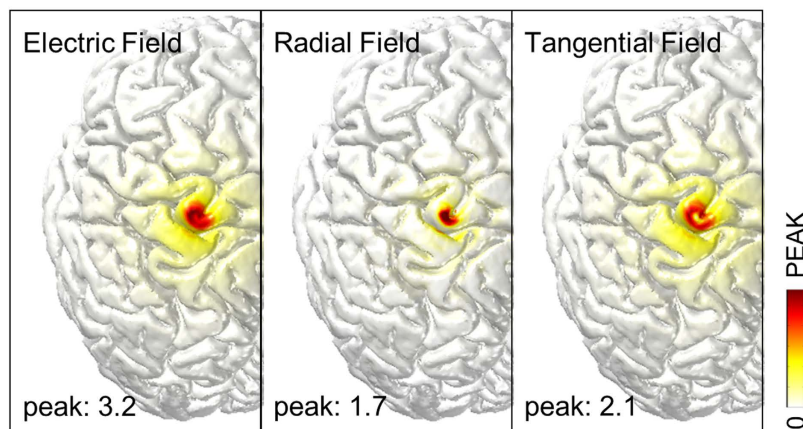 Electric Field
Radial Field
Tangential Field
peak: 3.2
peak: 1.7
peak: 2.1
PEAK
0